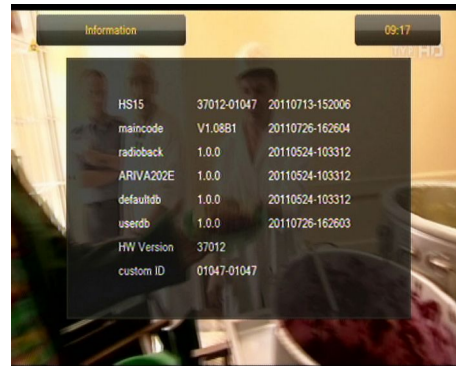 Information 09:17
HS15 37012-01047 20110713-152006
maincode V1.08B1 20110726-162604
radioback 1.0.0 20110524-103312
ARIVA202E 1.0.0 20110524-103312
defaultdb 1.0.0 20110524-103312
userdb 1.0.0 20110726-162603
HW Version 37012
custom ID 01047-01047
HD